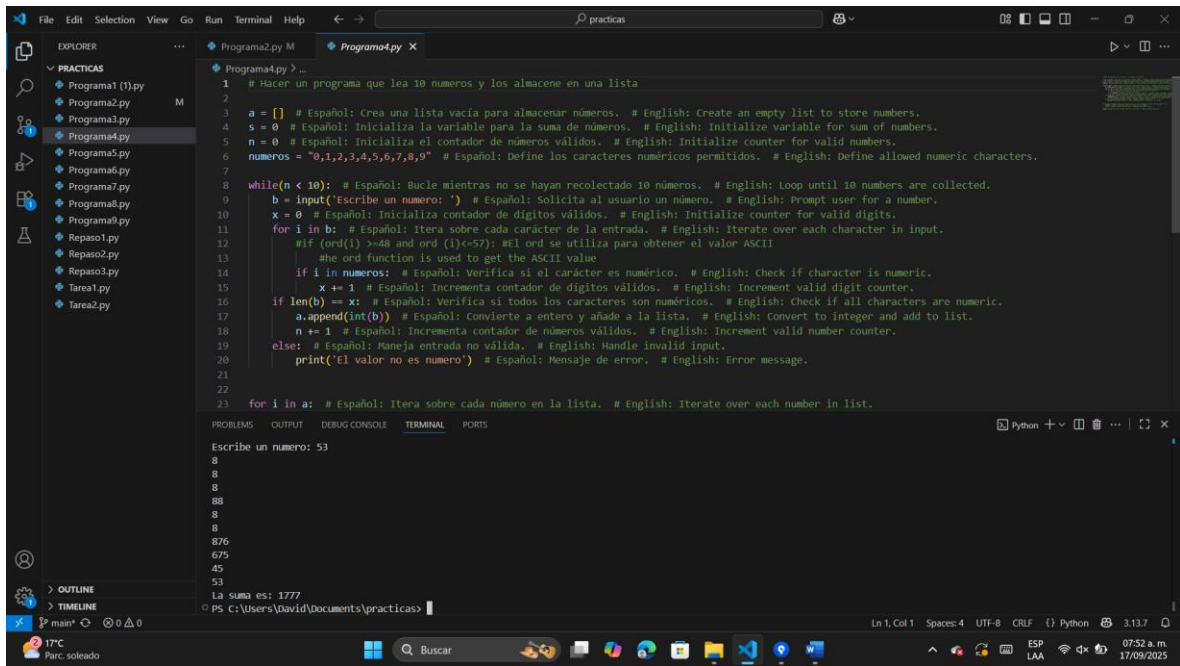 File Edit Selection View Go Run Terminal Help
practicas
EXPLORER
PRACTICAS
Programa1 (1).py
Programa2.py M
Programa3.py
Programa4.py
Programa5.py
Programa6.py
Programa7.py
Programa8.py
Programa9.py
Repaso1.py
Repaso2.py
Repaso3.py
Tarea1.py
Tarea2.py
OUTLINE
TIMELINE
Programa2.py M Programa4.py
Programa4.py > ...
1 # Hacer un programa que lea 10 numeros y los almacene en una lista
2
3 a = [] # Español: Crea una lista vacía para almacenar números. # English: Create an empty list to store numbers.
4 s = 0 # Español: Inicializa la variable para la suma de números. # English: Initialize variable for sum of numbers.
5 n = 0 # Español: Inicializa el contador de números válidos. # English: Initialize counter for valid numbers.
6 numeros = "0,1,2,3,4,5,6,7,8,9" # Español: Define los caracteres numéricos permitidos. # English: Define allowed numeric characters.
7
8 while(n < 10): # Español: Bucle mientras no se hayan recolectado 10 números. # English: Loop until 10 numbers are collected.
9 b = input('Escribe un numero: ') # Español: Solicita al usuario un número. # English: Prompt user for a number.
10 x = 0 # Español: Inicializa contador de dígitos válidos. # English: Initialize counter for valid digits.
11 for i in b: # Español: Itera sobre cada carácter de la entrada. # English: Iterate over each character in input.
12 #if (ord(i) >=48 and ord (i)<=57): #El ord se utiliza para obtener el valor ASCII
13 #he ord function is used to get the ASCII value
14 if i in numeros: # Español: Verifica si el carácter es numérico. # English: Check if character is numeric.
15 x += 1 # Español: Incrementa contador de dígitos válidos. # English: Increment valid digit counter.
16 if len(b) == x: # Español: Verifica si todos los caracteres son numéricos. # English: Check if all characters are numeric.
17 a.append(int(b)) # Español: Convierte a entero y añade a la lista. # English: Convert to integer and add to list.
18 n += 1 # Español: Incrementa contador de números válidos. # English: Increment valid number counter.
19 else: # Español: Maneja entrada no válida. # English: Handle invalid input.
20 print('El valor no es numero') # Español: Mensaje de error. # English: Error message.
21
22
23 for i in a: # Español: Itera sobre cada número en la lista. # English: Iterate over each number in list.
PROBLEMS OUTPUT DEBUG CONSOLE TERMINAL PORTS
Python
Escribe un numero: 53
8
8
8
88
8
8
876
675
45
53
La suma es: 1777
PS C:\Users\David\Documents\practicas>
main* 0 0 Ln 1, Col 1 Spaces: 4 UTF-8 CRLF {} Python 3.13.7
2 17°C
Parc. soleado
Buscar
ESP
LAA
07:52 a. m.
17/09/2025